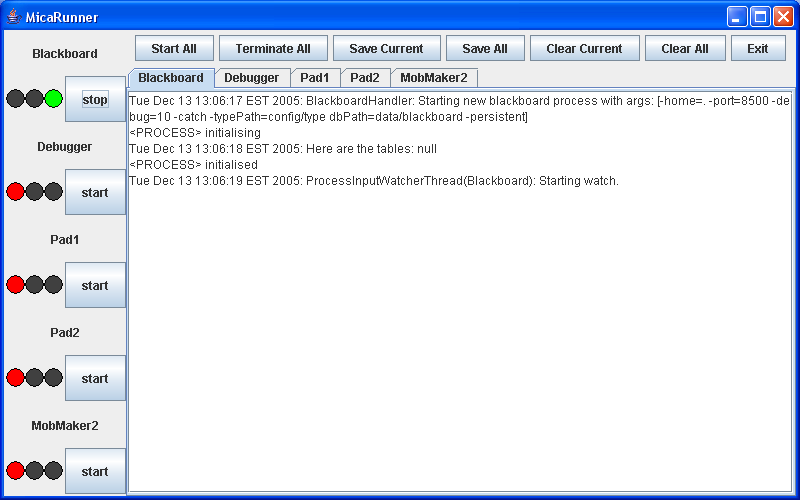 MicaRunner
Blackboard
Start All Terminate All Save Current Save All Clear Current Clear All Exit
Blackboard Debugger Pad1 Pad2 MobMaker2
stop
Tue Dec 13 13:06:17 EST 2005: BlackboardHandler: Starting new blackboard process with args: [-home=. -port=8500 -de
bug=10 -catch -typePath=config/type dbPath=data/blackboard -persistent]
<PROCESS> initialising
Tue Dec 13 13:06:18 EST 2005: Here are the tables: null
<PROCESS> initialised
Tue Dec 13 13:06:19 EST 2005: ProcessInputWatcherThread(Blackboard): Starting watch.
Debugger
start
Pad1
start
Pad2
start
MobMaker2
start